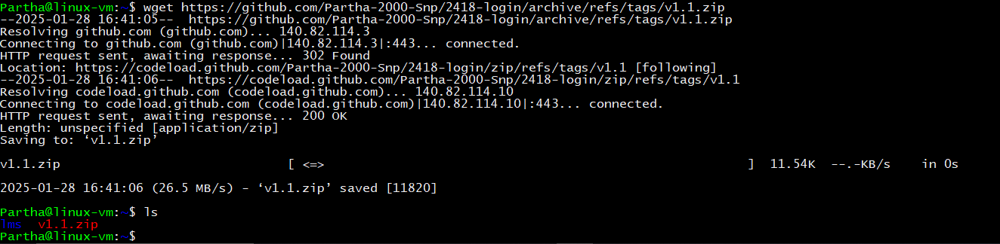 Partha@linux-vm:~$ wget https://github.com/Partha-2000-Snp/2418-login/archive/refs/tags/v1.1.zip
--2025-01-28 16:41:05--  https://github.com/Partha-2000-Snp/2418-login/archive/refs/tags/v1.1.zip
Resolving github.com (github.com)... 140.82.114.3
Connecting to github.com (github.com)|140.82.114.3|:443... connected.
HTTP request sent, awaiting response... 302 Found
Location: https://codeload.github.com/Partha-2000-Snp/2418-login/zip/refs/tags/v1.1 [following]
--2025-01-28 16:41:06--  https://codeload.github.com/Partha-2000-Snp/2418-login/zip/refs/tags/v1.1
Resolving codeload.github.com (codeload.github.com)... 140.82.114.10
Connecting to codeload.github.com (codeload.github.com)|140.82.114.10|:443... connected.
HTTP request sent, awaiting response... 200 OK
Length: unspecified [application/zip]
Saving to: ‘v1.1.zip’
v1.1.zip [ <=> ] 11.54K --.-KB/s in 0s
2025-01-28 16:41:06 (26.5 MB/s) - ‘v1.1.zip’ saved [11820]
Partha@linux-vm:~$ ls
lms  v1.1.zip
Partha@linux-vm:~$